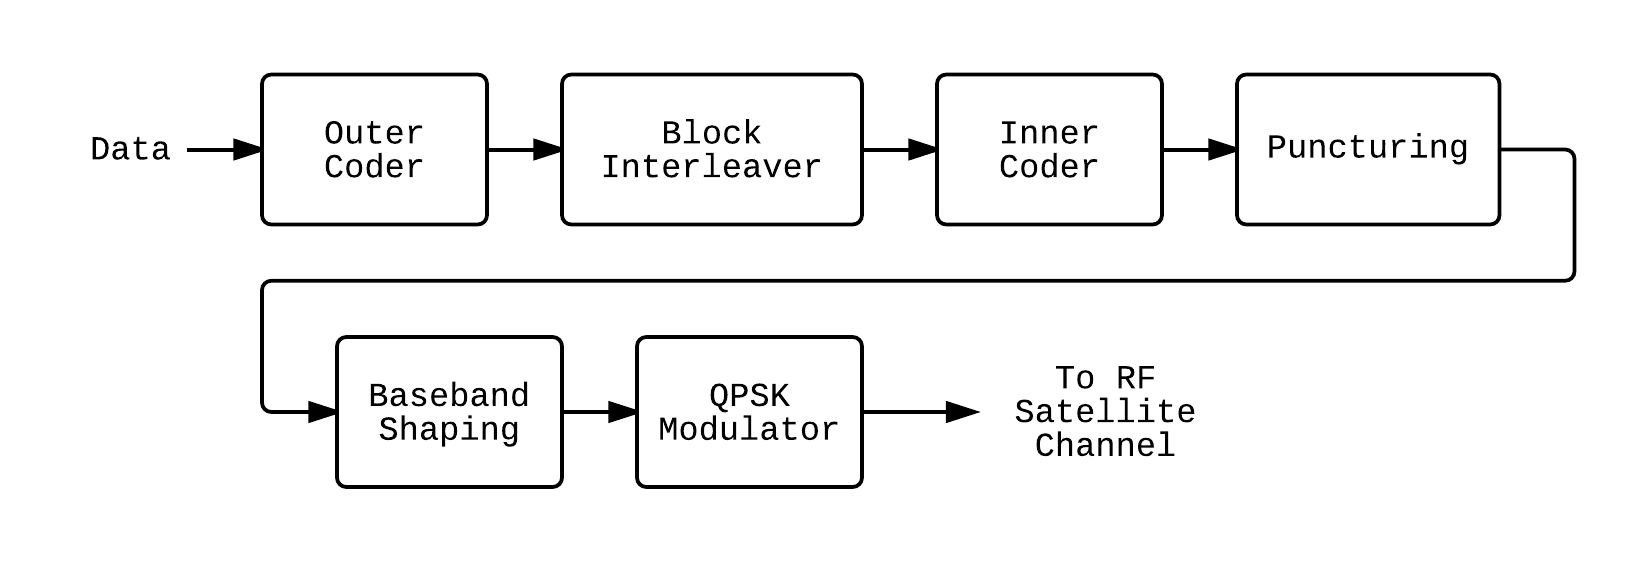 Data
Outer
Coder
Block
Interleaver
Inner
Coder
Puncturing
Baseband
Shaping
QPSK
Modulator
To RF
Satellite
Channel